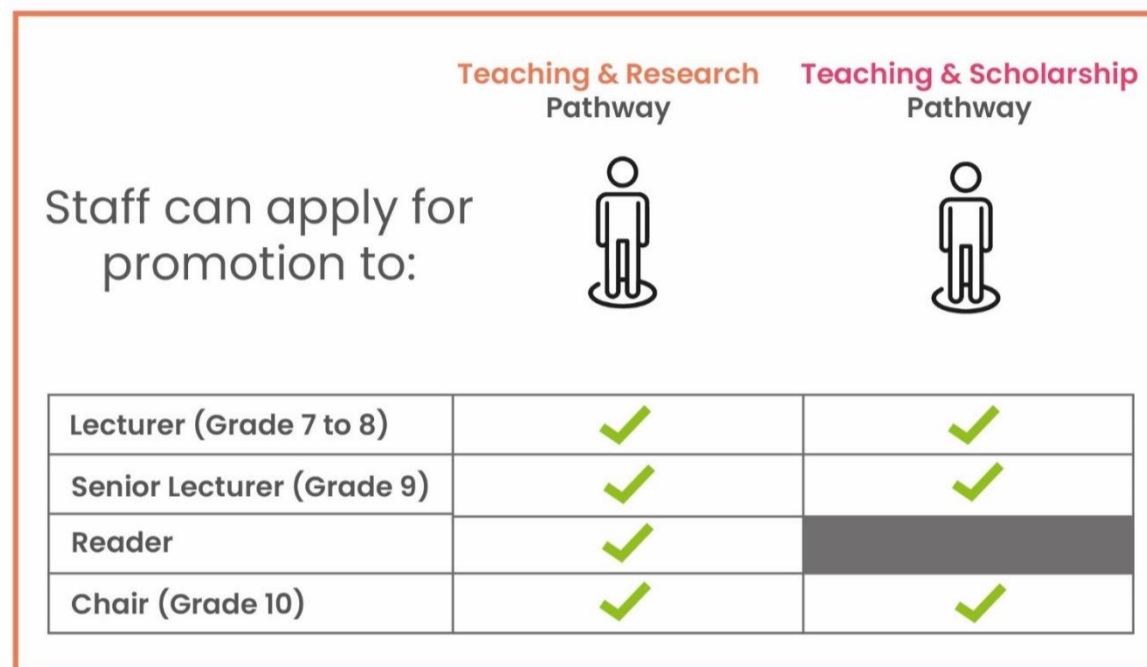 Teaching & Research
Pathway
Teaching & Scholarship
Pathway
Staff can apply for
promotion to:
Lecturer (Grade 7 to 8)
Senior Lecturer (Grade 9)
Reader
Chair (Grade 10)